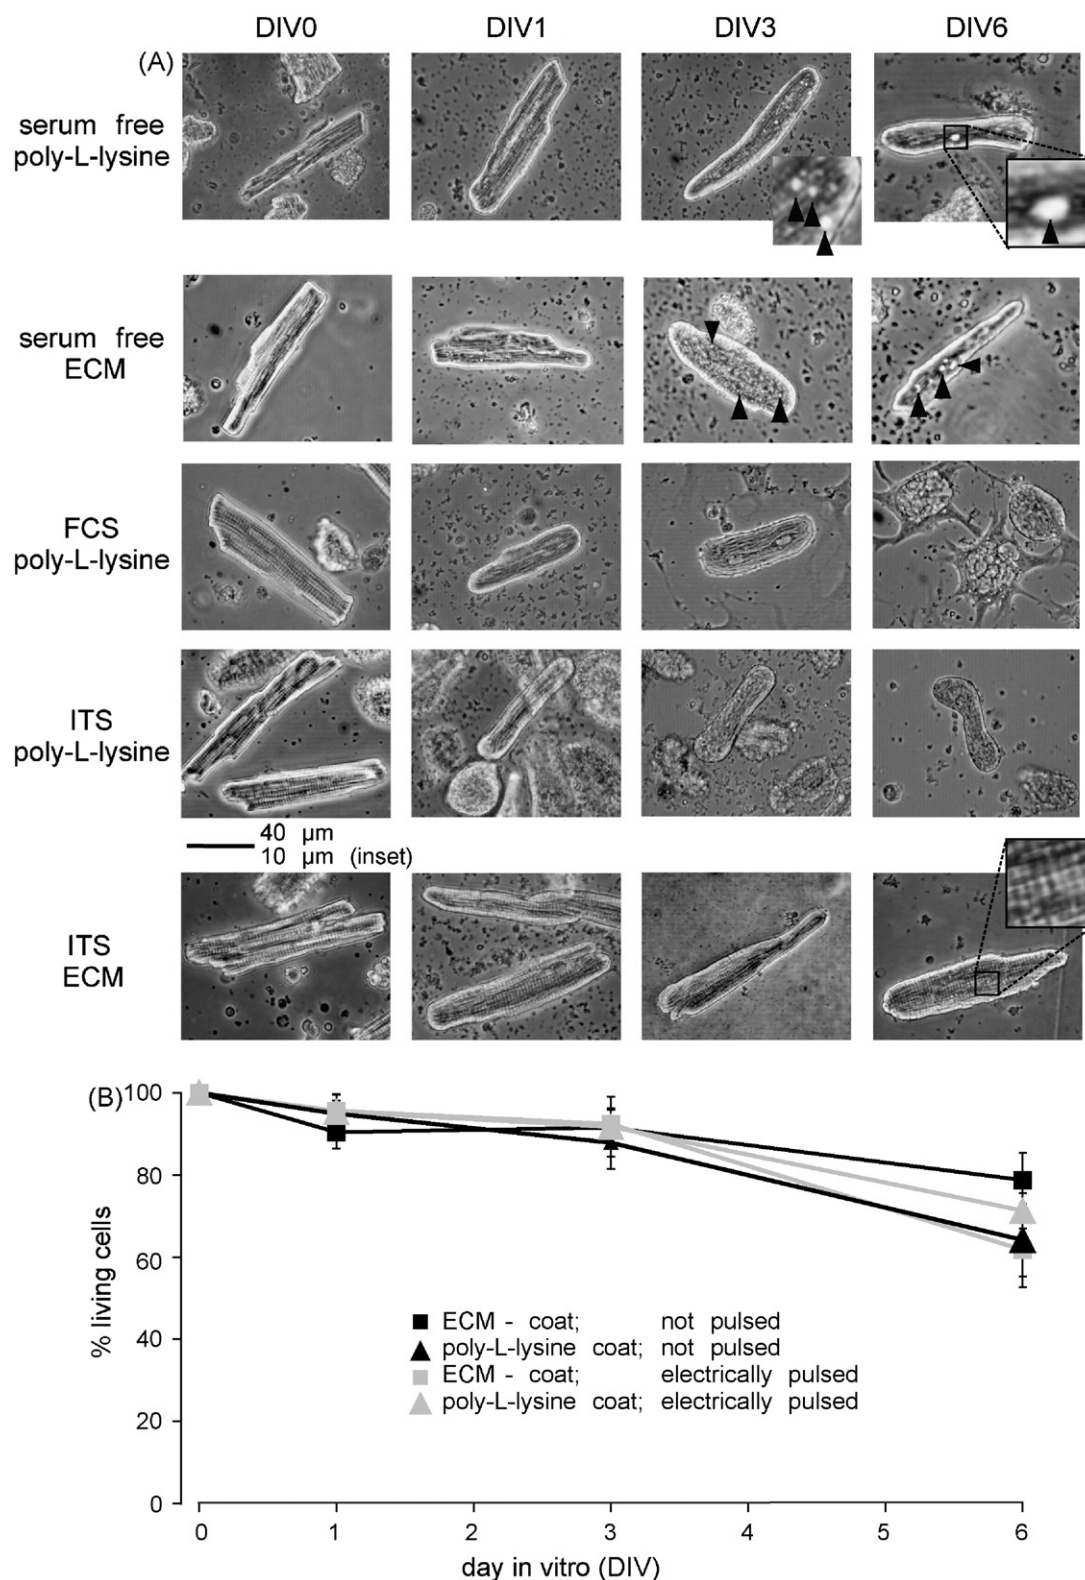 DIV0 DIV1 DIV3 DIV6
(A)
serum free
poly-L-lysine
serum free
ECM
FCS
poly-L-lysine
ITS
poly-L-lysine
40 µm
10 µm (inset)
ITS
ECM
(B)
100
80
60
40
20
0
% living cells
ECM - coat; not pulsed
poly-L-lysine coat; not pulsed
ECM - coat; electrically pulsed
poly-L-lysine coat; electrically pulsed
0 1 2 3 4 5 6
day in vitro (DIV)